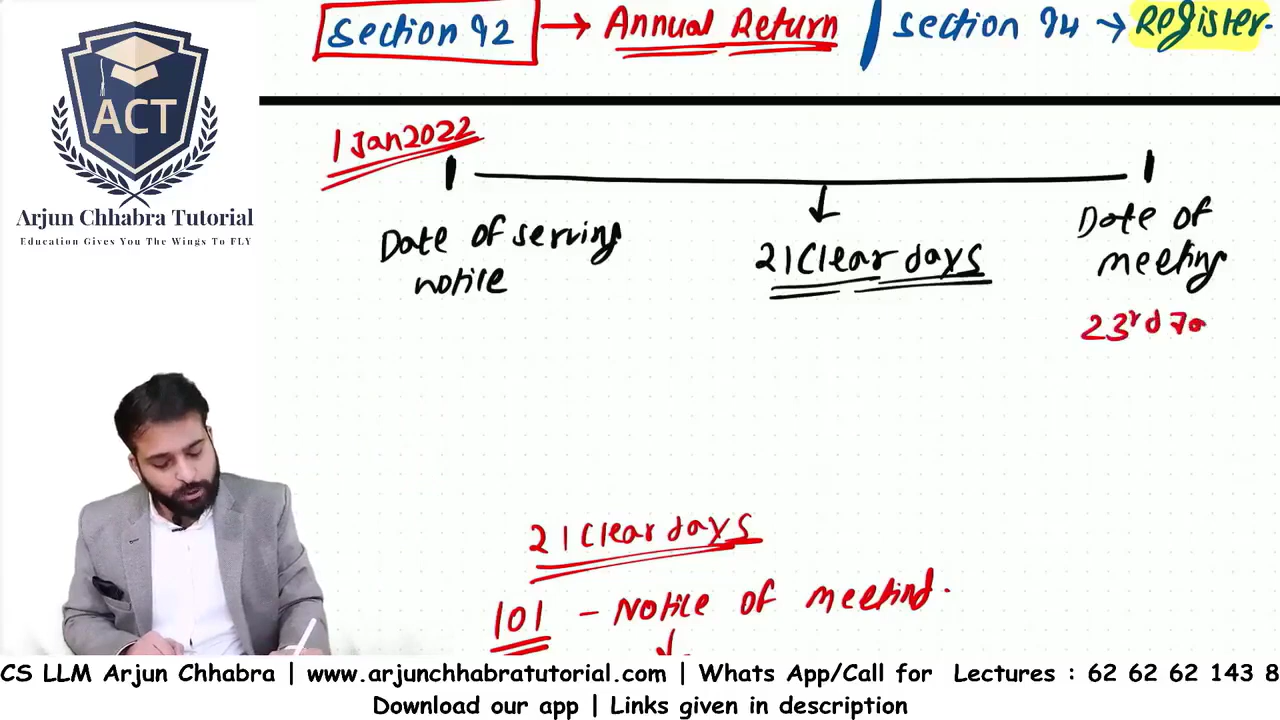 Section 92 → Annual Return | section 94 → Register.
ACT
Arjun Chhabra Tutorial
Education Gives You The Wings To FLY
1 Jan 2022
Date of serving notice
21 Clear days
Date of meeting
23rd Ja
21 Clear days
101 - Notice of meeting.
CS LLM Arjun Chhabra | www.arjunchhabratutorial.com | Whats App/Call for Lectures : 62 62 62 143 8
Download our app | Links given in description